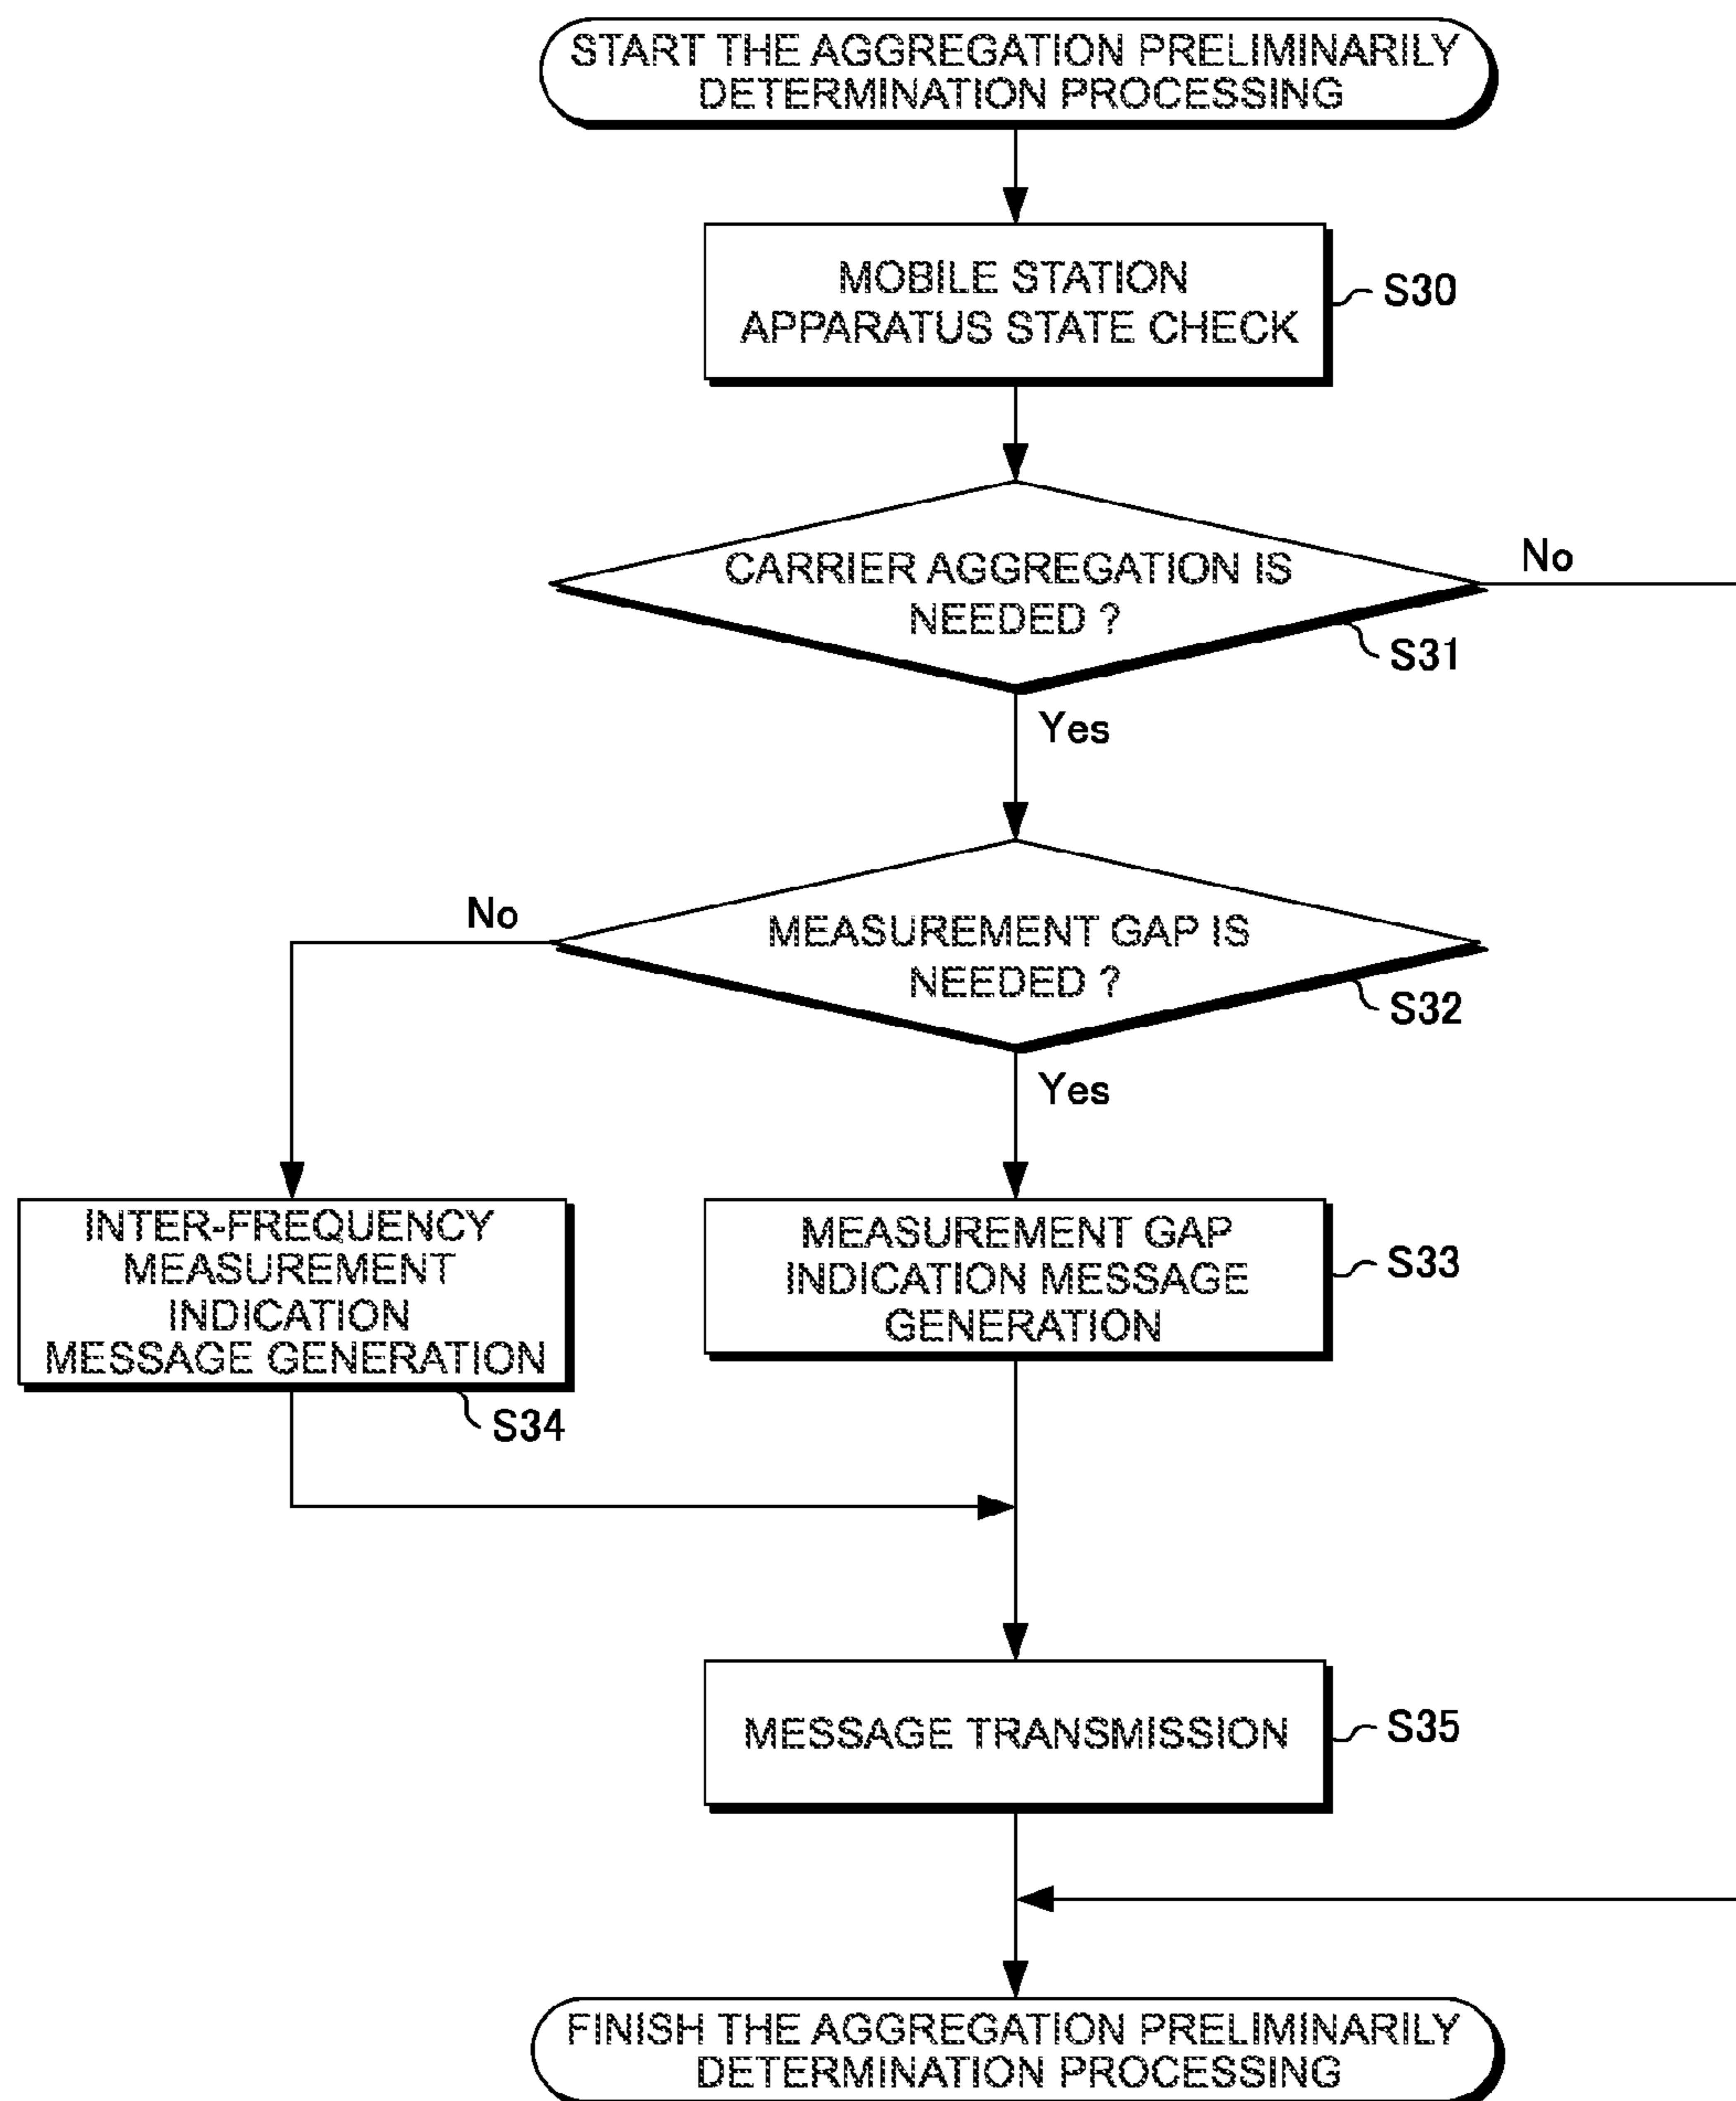 START THE AGGREGATION PRELIMINARILY
DETERMINATION PROCESSING
MOBILE STATION
APPARATUS STATE CHECK
S30
CARRIER AGGREGATION IS
NEEDED ?
No
S31
Yes
MEASUREMENT GAP IS
NEEDED ?
No
S32
Yes
INTER-FREQUENCY
MEASUREMENT
INDICATION
MESSAGE GENERATION
S34
MEASUREMENT GAP
INDICATION MESSAGE
GENERATION
S33
MESSAGE TRANSMISSION
S35
FINISH THE AGGREGATION PRELIMINARILY
DETERMINATION PROCESSING